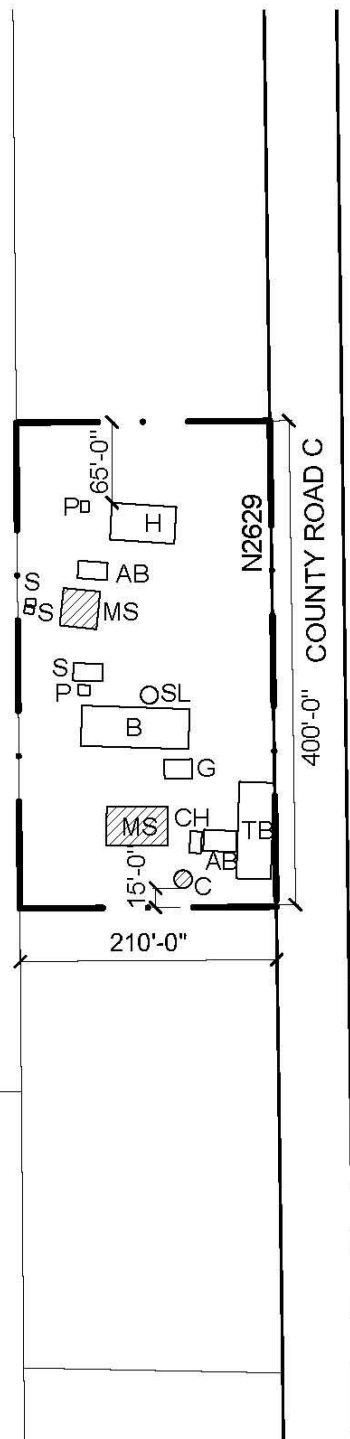 65'-0"
P
H
N2629
COUNTY ROAD C
AB
S
S
MS
S
P
SL
B
400'-0"
G
MS
CH
TB
AB
15'-0"
C
210'-0"